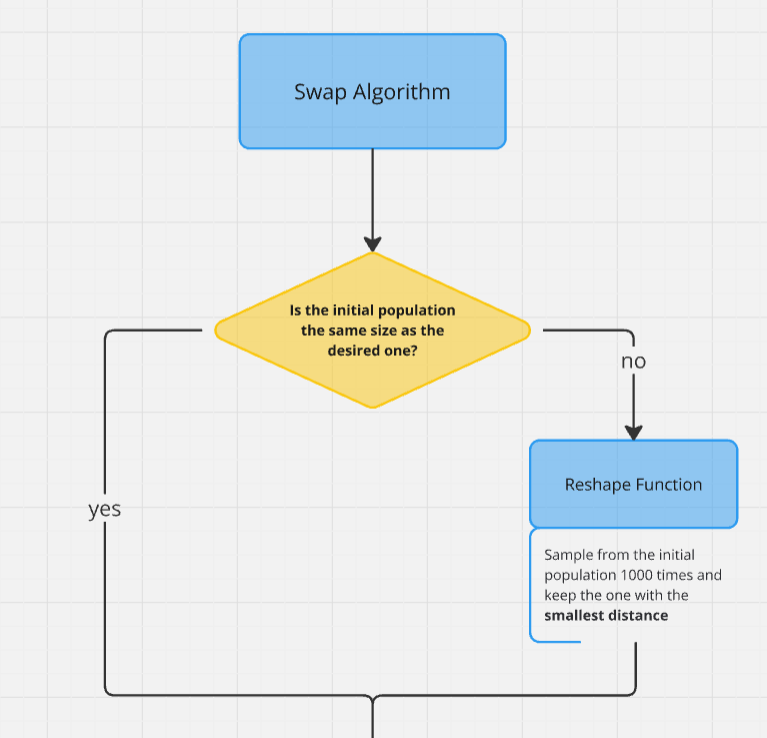 Swap Algorithm
Is the initial population
the same size as the
desired one?
no
Reshape Function
yes
Sample from the initial
population 1000 times and
keep the one with the
smallest distance